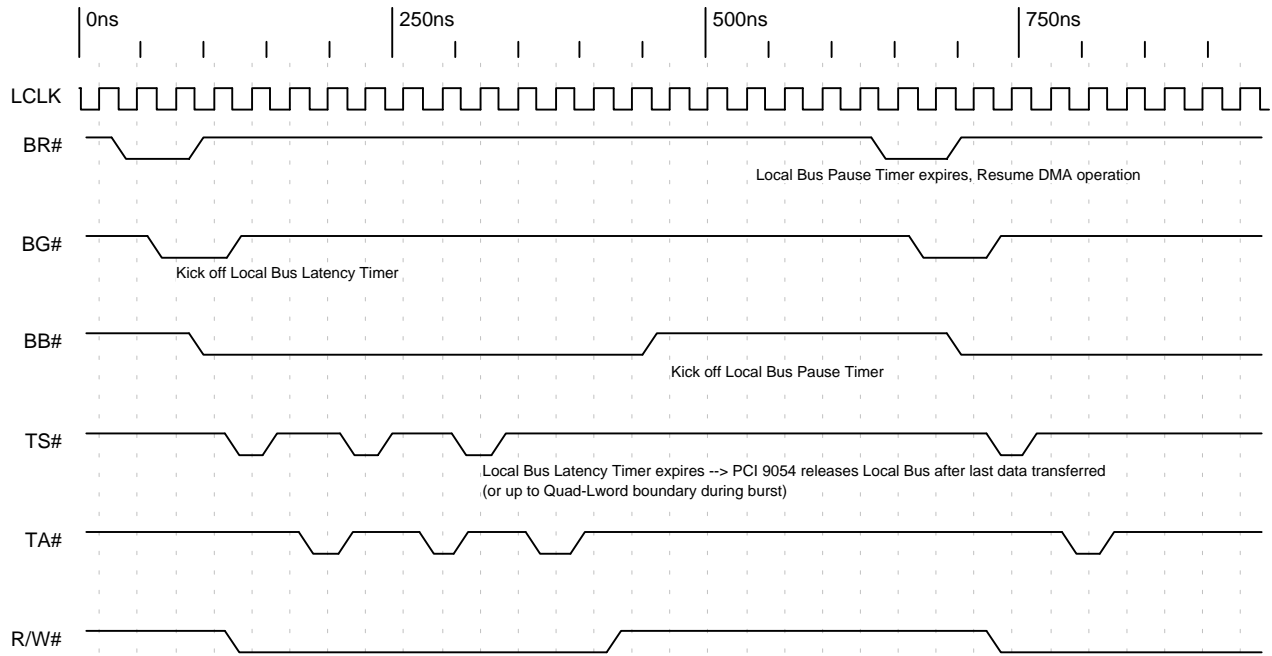 0ns
250ns
500ns
750ns
LCLK
BR#
Local Bus Pause Timer expires, Resume DMA operation
BG#
Kick off Local Bus Latency Timer
BB#
Kick off Local Bus Pause Timer
TS#
Local Bus Latency Timer expires --> PCI 9054 releases Local Bus after last data transferred
(or up to Quad-Lword boundary during burst)
TA#
R/W#